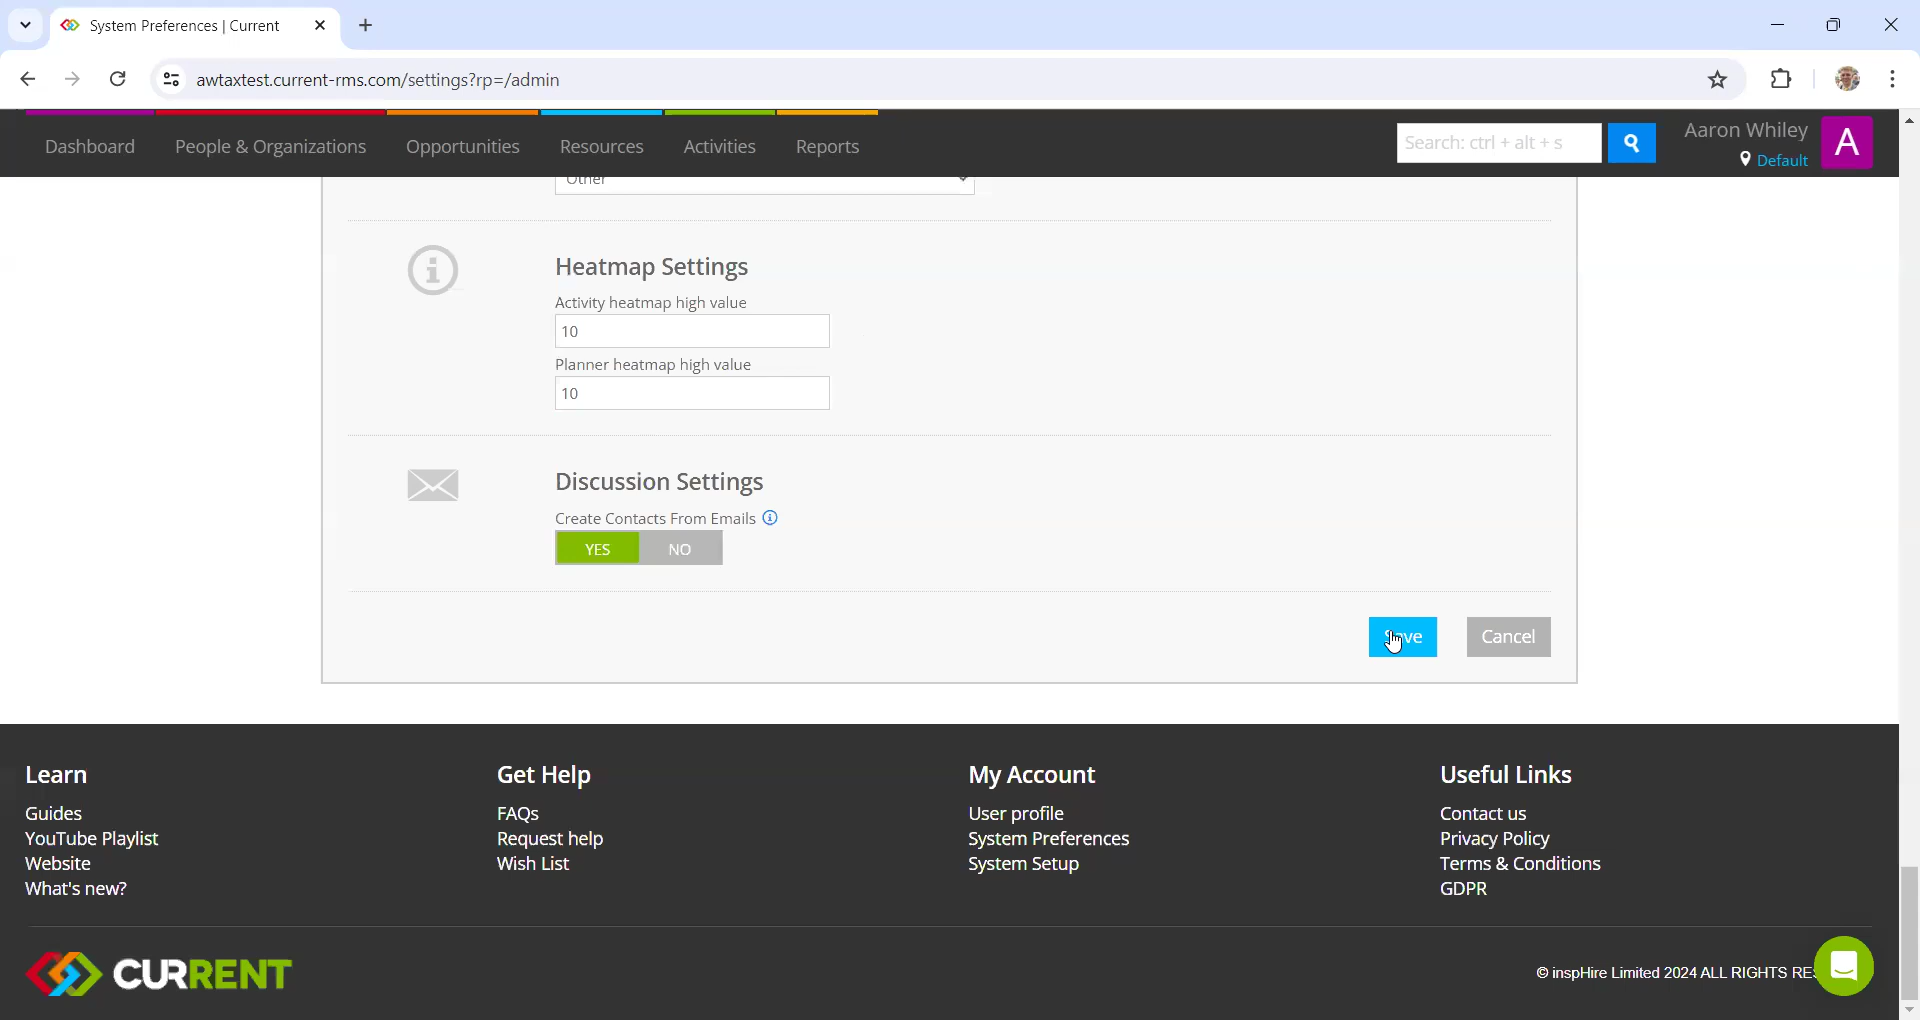 System Preferences | Current
awtaxtest.current-rms.com/settings?rp=/admin
Dashboard People & Organizations Opportunities Resources Activities Reports Search: ctrl + alt + s Aaron Whiley A
Default
Other
Heatmap Settings
Activity heatmap high value
10
Planner heatmap high value
10
Discussion Settings
Create Contacts From Emails
YES NO
Cancel
Learn Get Help My Account Useful Links
Guides FAQs User profile Contact us
YouTube Playlist Request help System Preferences Privacy Policy
Website Wish List System Setup Terms & Conditions
What's new? GDPR
CURRENT
© inspHire Limited 2024 ALL RIGHTS